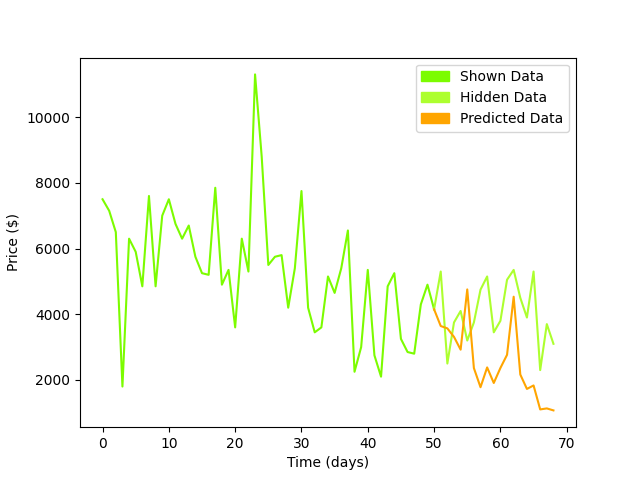 Shown Data
Hidden Data
Predicted Data
Price ($)
10000
8000
6000
4000
2000
0 10 20 30 40 50 60 70
Time (days)